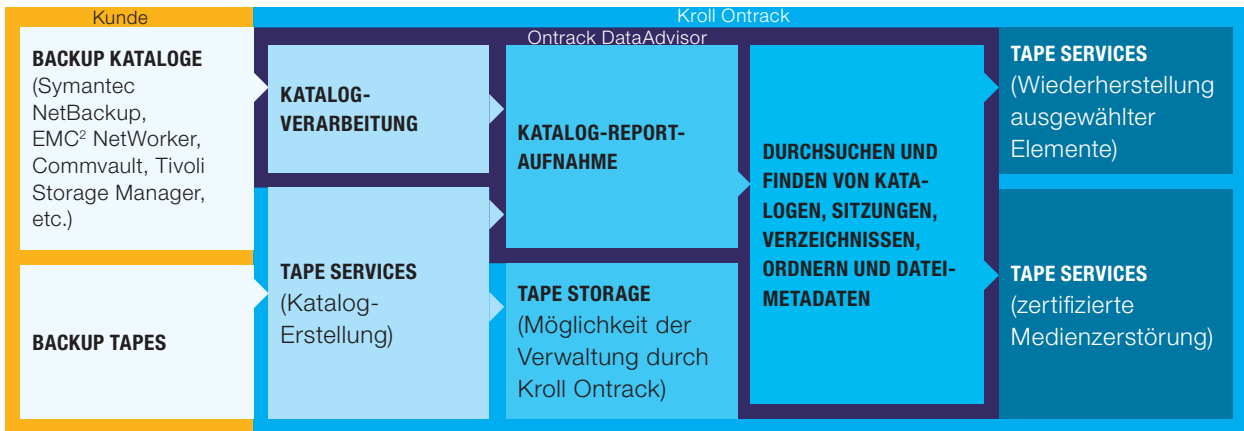 Kunde
Kroll Ontrack
Ontrack DataAdvisor
BACKUP KATALOGE
(Symantec
NetBackup,
EMC² NetWorker,
Commvault, Tivoli
Storage Manager,
etc.)
BACKUP TAPES
KATALOG-
VERARBEITUNG
TAPE SERVICES
(Katalog-
Erstellung)
KATALOG-REPORT-
AUFNAHME
TAPE STORAGE
(Möglichkeit der
Verwaltung durch
Kroll Ontrack)
DURCHSUCHEN UND
FINDEN VON KATA-
LOGEN, SITZUNGEN,
VERZEICHNISSEN,
ORDNERN UND DATEI-
METADATEN
TAPE SERVICES
(Wiederherstellung
ausgewählter
Elemente)
TAPE SERVICES
(zertifizierte
Medienzerstörung)